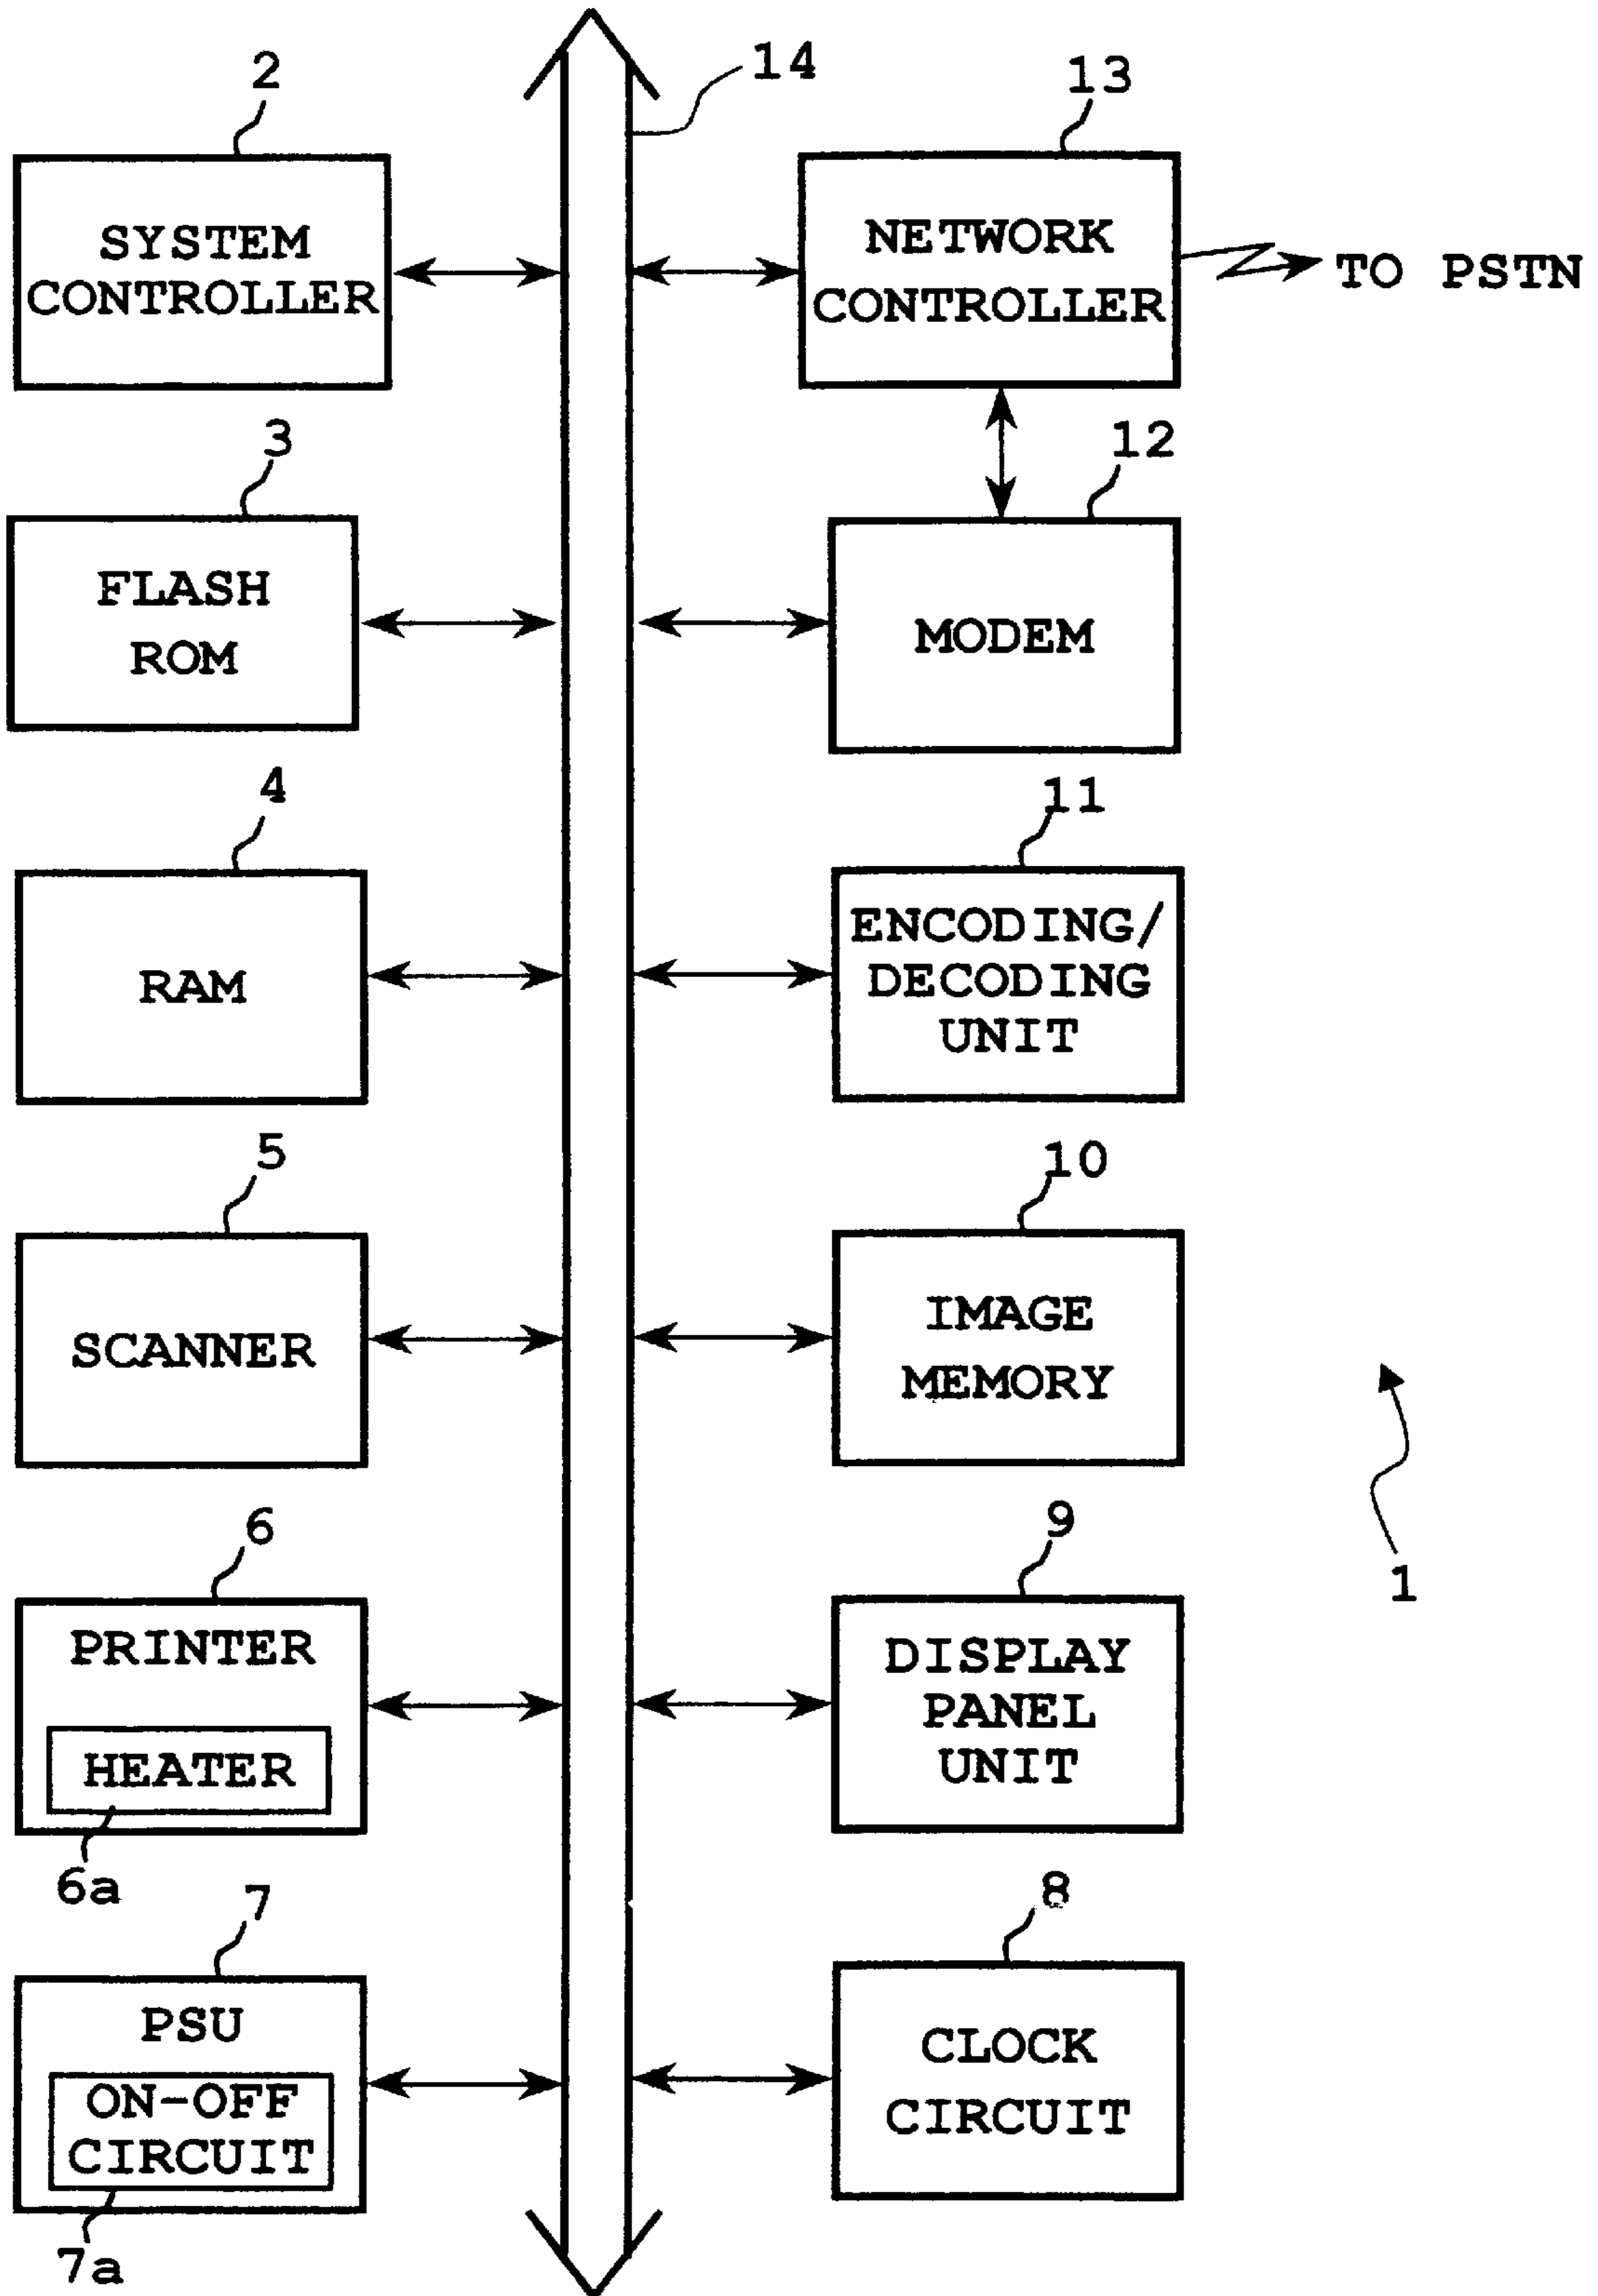 14
2
SYSTEM
CONTROLLER
13
NETWORK
CONTROLLER
TO PSTN
3
FLASH
ROM
12
MODEM
4
RAM
11
ENCODING/
DECODING
UNIT
5
SCANNER
10
IMAGE
MEMORY
1
6
PRINTER
HEATER
6a
9
DISPLAY
PANEL
UNIT
7
PSU
ON-OFF
CIRCUIT
7a
8
CLOCK
CIRCUIT